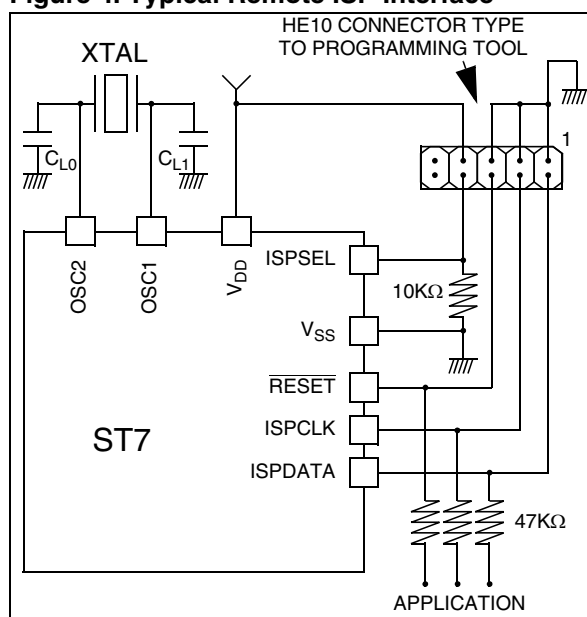 Figure 4. Typical Remote ISP Interface
HE10 CONNECTOR TYPE
TO PROGRAMMING TOOL
XTAL
1
CL0
CL1
OSC2
OSC1
VDD
ISPSEL
10KΩ
VSS
RESET
ISPCLK
ST7
ISPDATA
47KΩ
APPLICATION